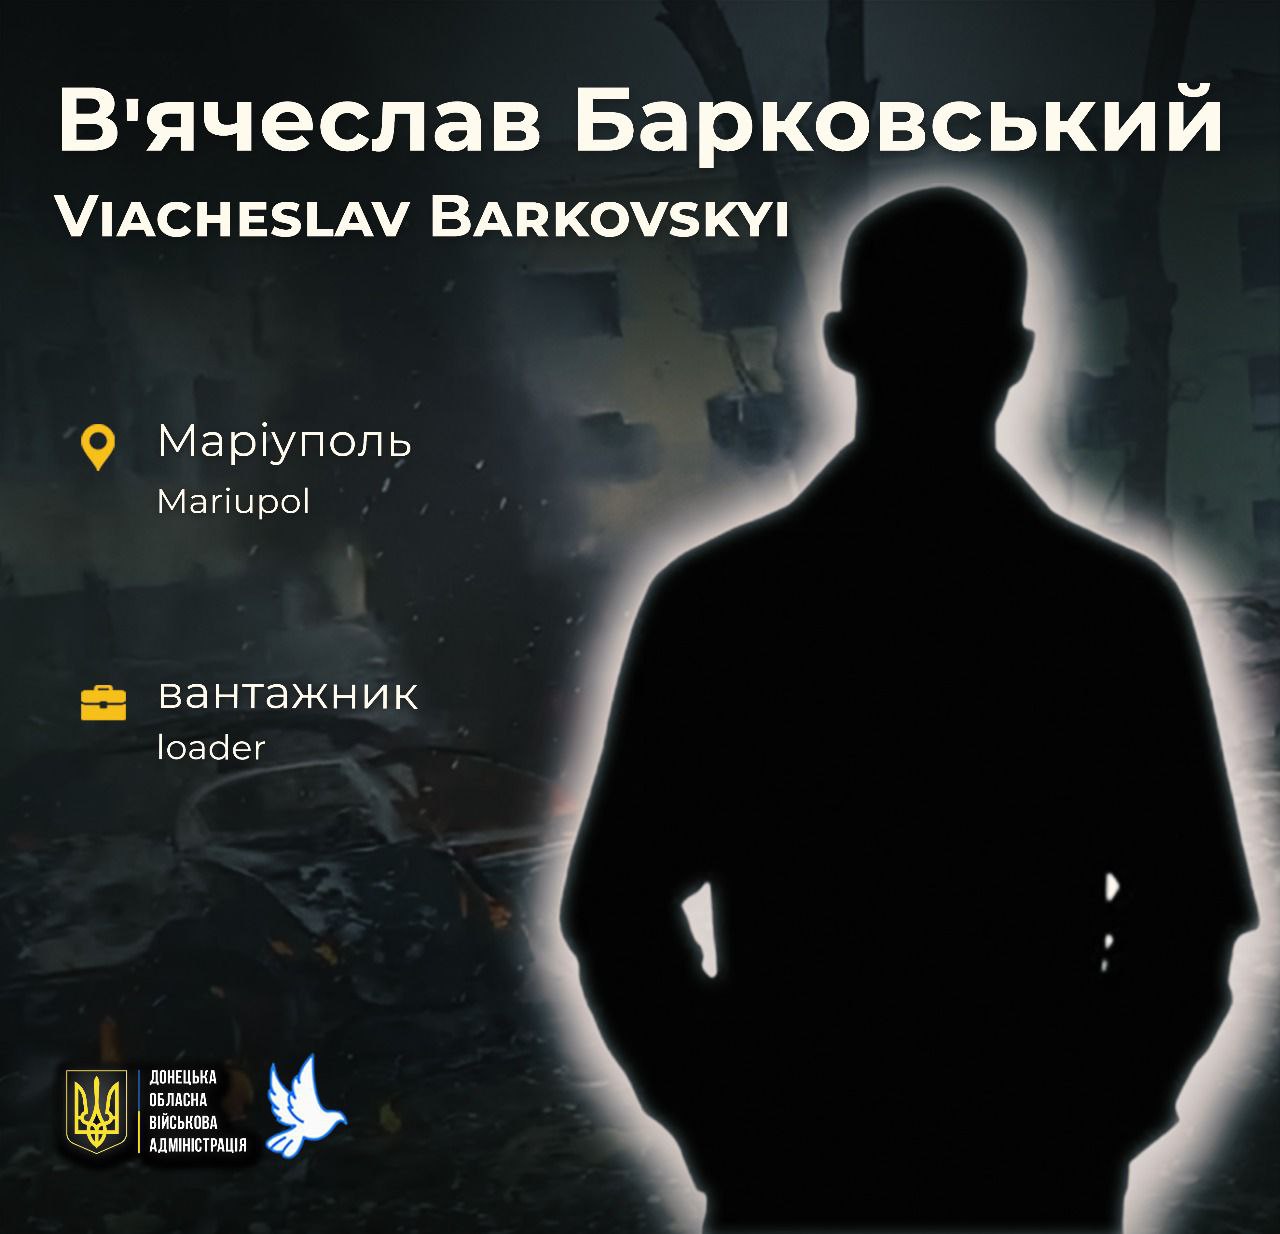 В'ячеслав Барковський
Viacheslav Barkovskyi
Маріуполь
Mariupol
вантажник
loader
ДОНЕЦЬКА
ОБЛАСНА
ВІЙСЬКОВА
АДМІНІСТРАЦІЯ